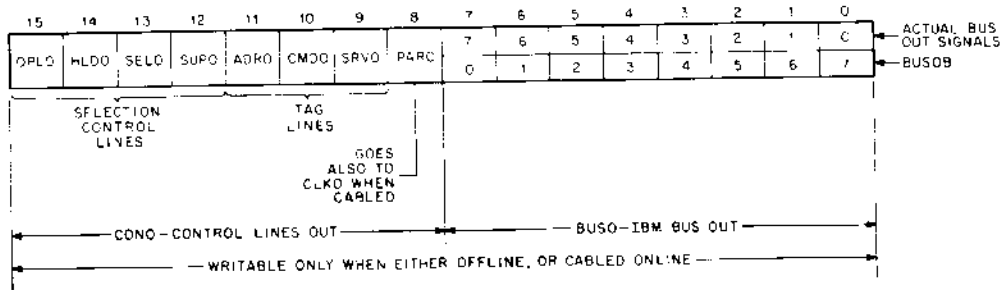 15 14 13 12 11 10 9 8 7 6 5 4 3 2 1 0
OPLO HLDO SELO SUPO ADRO CMDO SRVO PARO 7 6 5 4 3 2 1 0 ACTUAL BUS OUT SIGNALS
0 1 2 3 4 5 6 7 BUSOB
SELECTION CONTROL LINES
TAG LINES
GOES
ALSO TO
CLKO WHEN
CABLED
CONO-CONTROL LINES OUT BUSO-IBM BUS OUT
WRITABLE ONLY WHEN EITHER OFFLINE, OR CABLED ONLINE